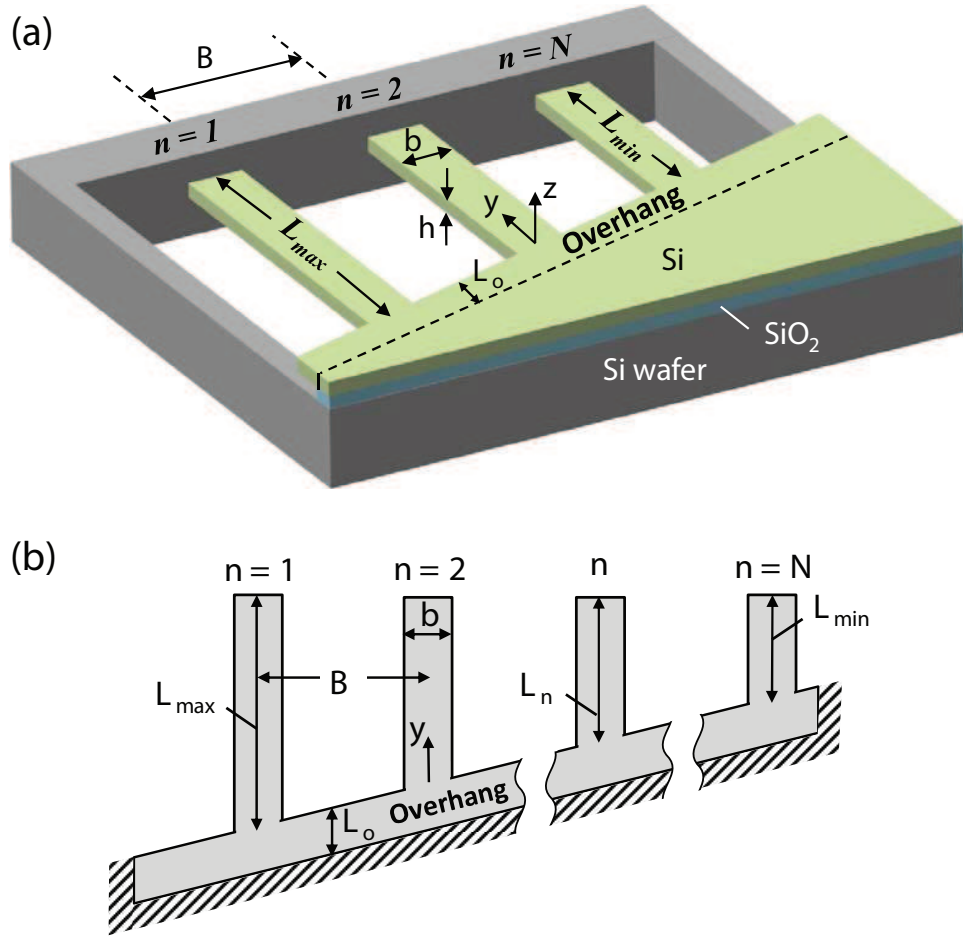 (a)
B
n = 1
n = 2
n = N
b
h
z
y
L_max
L_min
L_o
Overhang
Si
SiO₂
Si wafer
(b)
n = 1
n = 2
n
n = N
b
B
L_max
L_n
L_min
y
Overhang
L_o